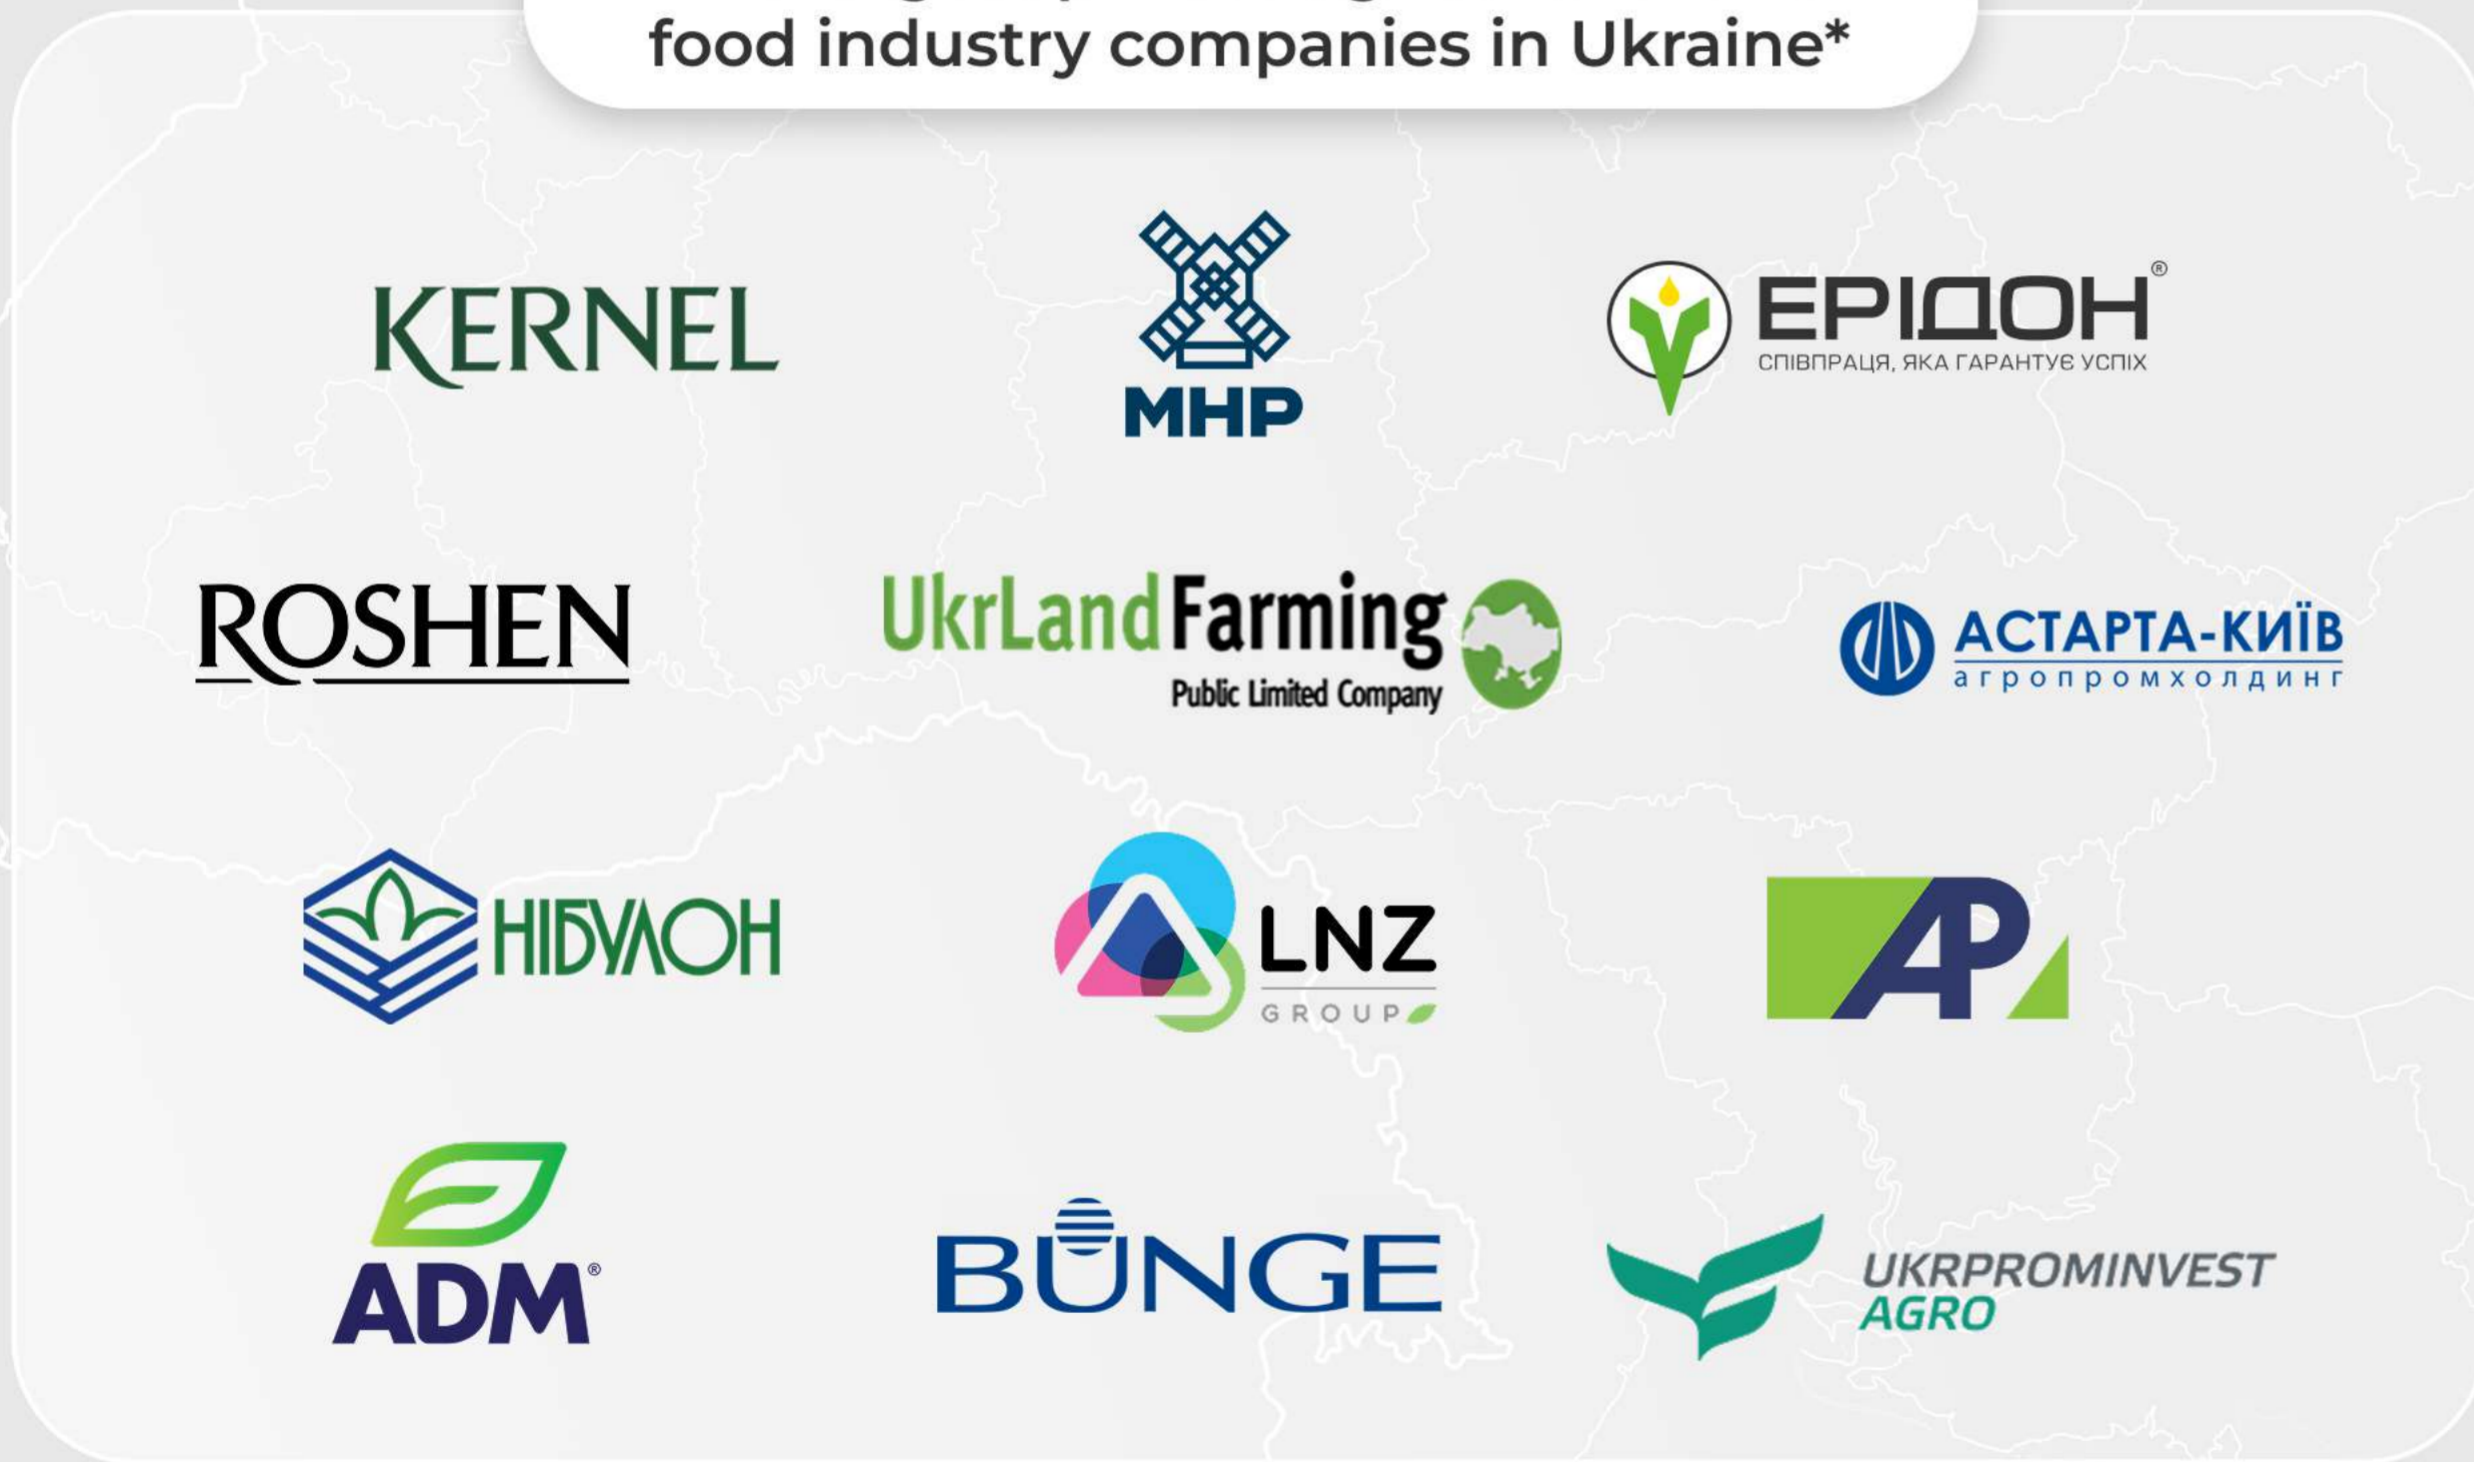 food industry companies in Ukraine*
KERNEL
MHP
ЕРІДОН®
СПІВПРАЦЯ, ЯКА ГАРАНТУЄ УСПІХ
ROSHEN
UkrLandFarming
Public Limited Company
АСТАРТА-КИЇВ
агропромхолдинг
НІБУЛОН
LNZ
GROUP
AP
ADM®
BUNGE
UKRPROMINVEST
AGRO